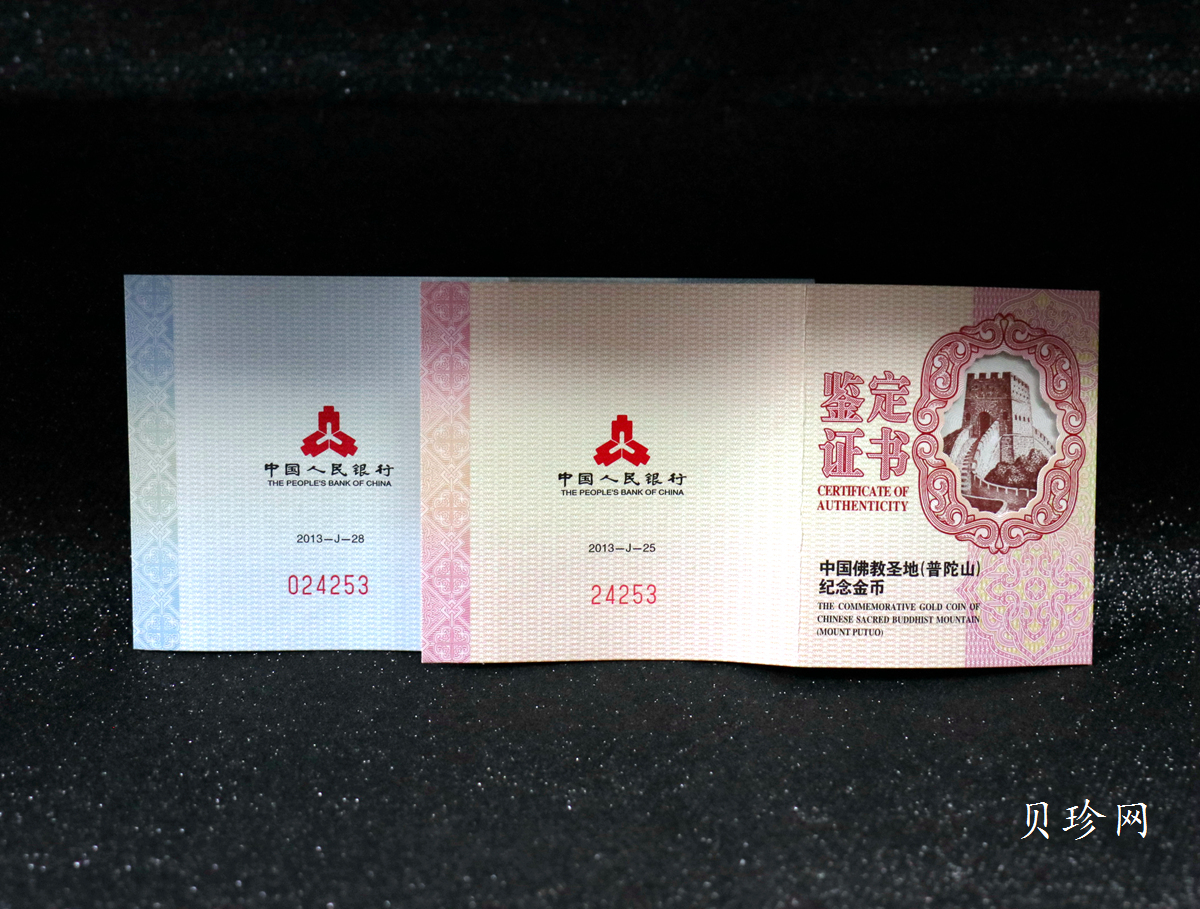 中国人民银行
THE PEOPLE'S BANK OF CHINA
2013—J—28
024253
中国人民银行
THE PEOPLE'S BANK OF CHINA
2013—J—25
24253
鉴定
证书
CERTIFICATE OF
AUTHENTICITY
中国佛教圣地(普陀山)
纪念金币
THE COMMEMORATIVE GOLD COIN OF
CHINESE SACRED BUDDHIST MOUNTAIN
(MOUNT PUTUO)
贝珍网